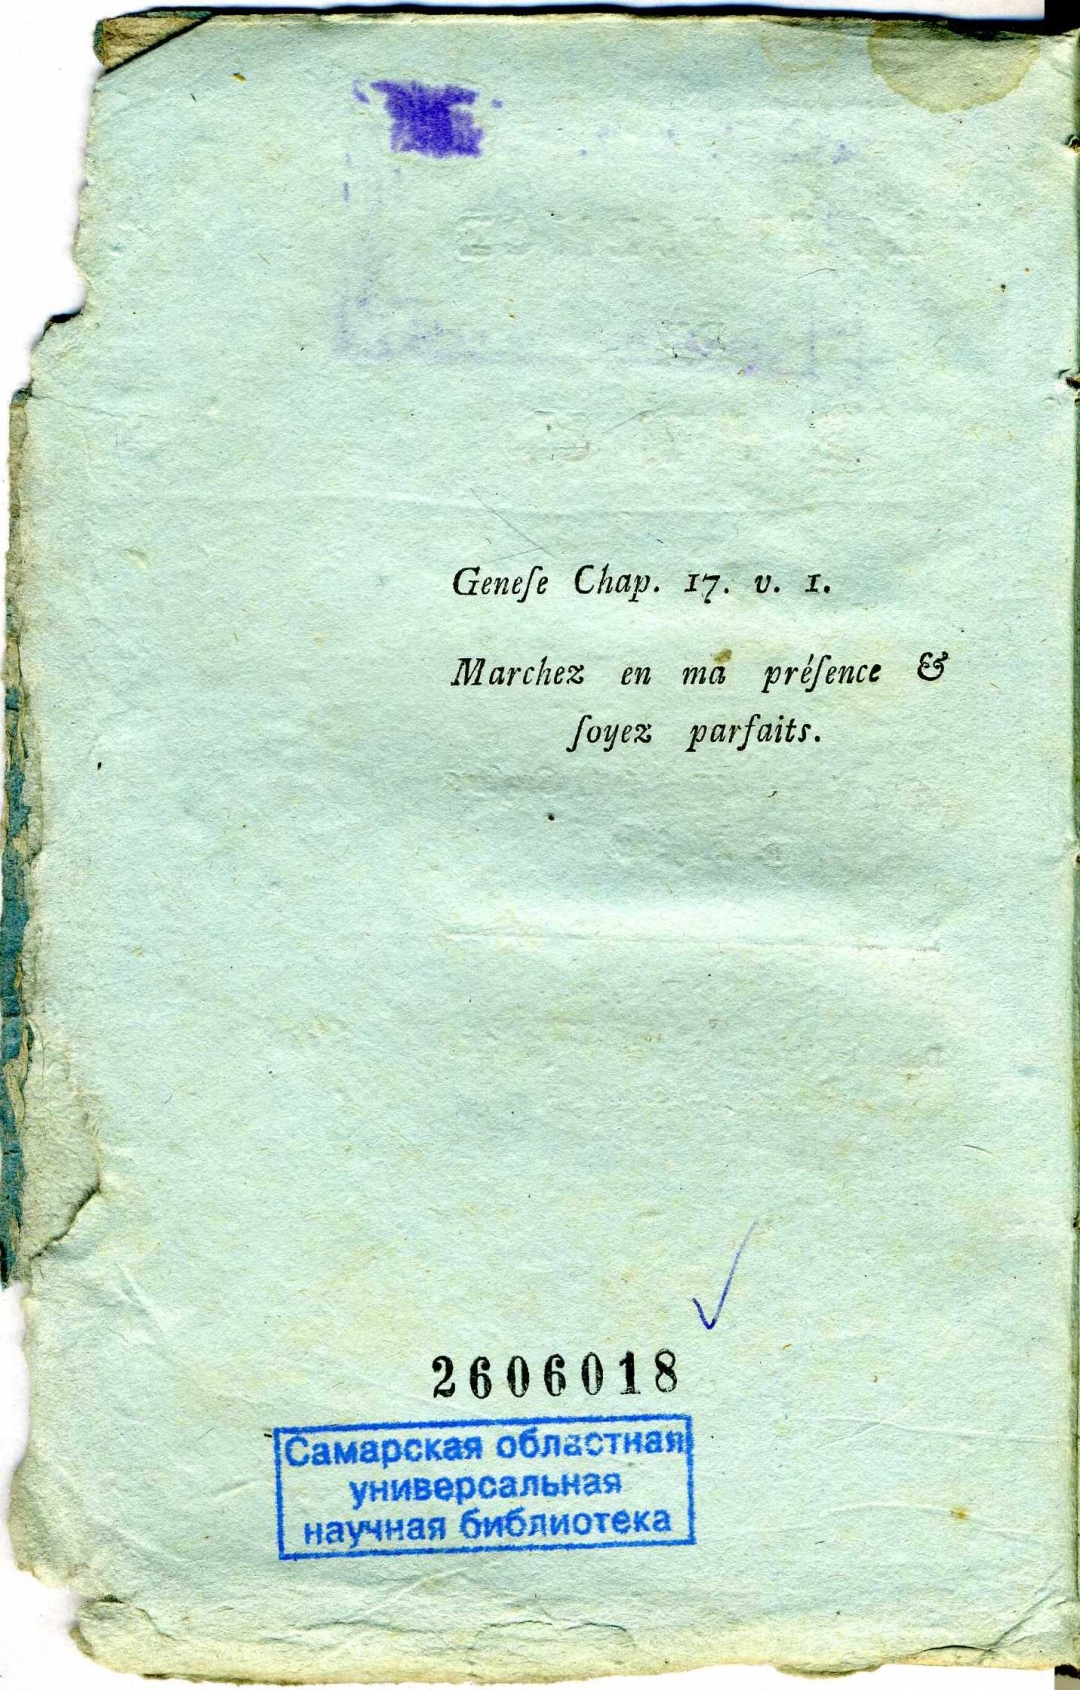 Geneſe Chap. 17. v. 1.
Marchez en ma préſence &
ſoyez parfaits.
2606018
Самарская областная
универсальная
научная библиотека